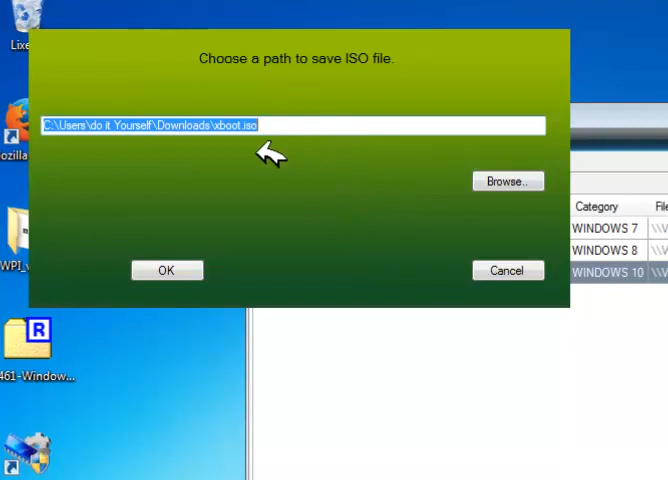 Choose a path to save ISO file.
C:\Users\do it Yourself\Downloads\xboot.iso
Browse..
OK
Cancel
Category
WINDOWS 7
WINDOWS 8
WINDOWS 10
Lixe
ozilla
WPI_v
R
461-Window...